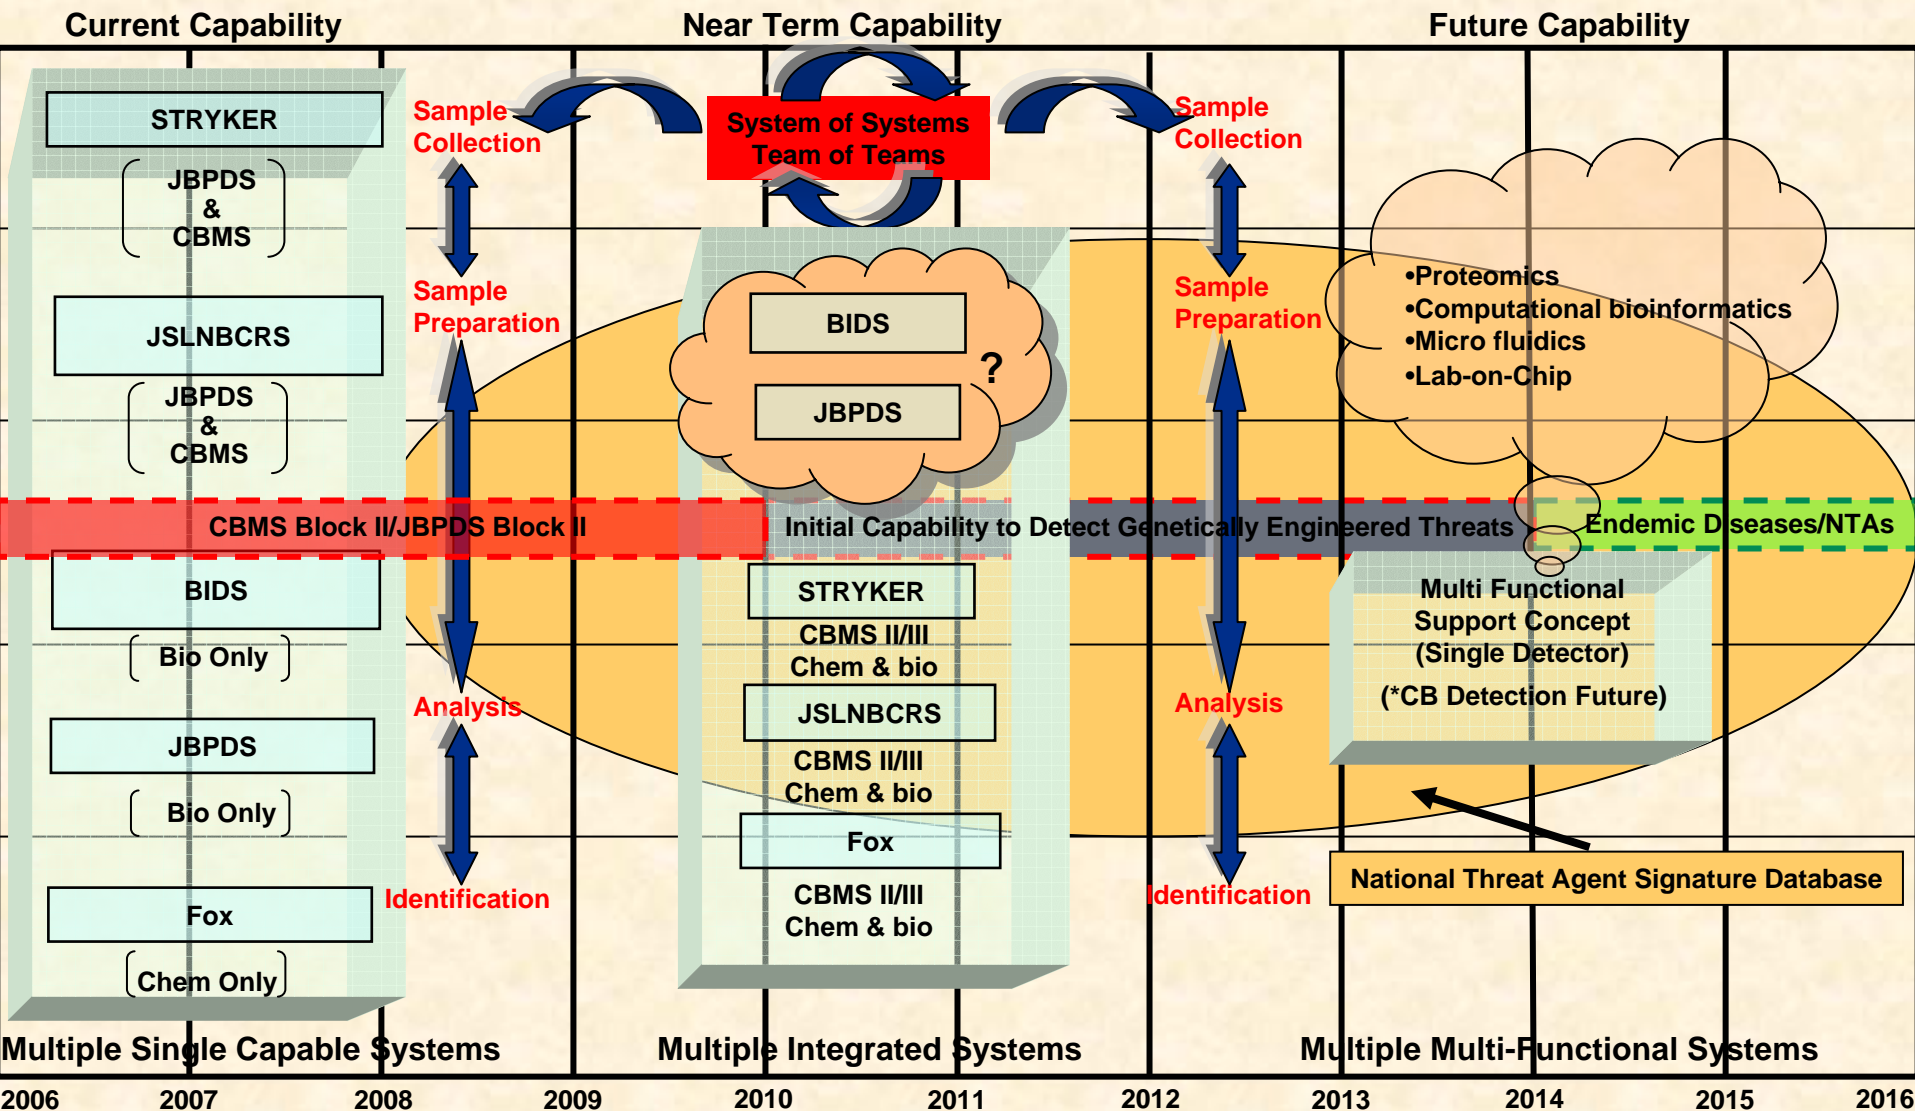 Current Capability
Near Term Capability
Future Capability
STRYKER
JBPDS
&
CBMS
JSLNBCRS
JBPDS
&
CBMS
CBMS Block II/JBPDS Block II
BIDS
Bio Only
JBPDS
Bio Only
Fox
Chem Only
Multiple Single Capable Systems
Sample
Collection
Sample
Preparation
Analysis
Identification
System of Systems
Team of Teams
BIDS
?
JBPDS
Initial Capability to Detect Genetically Engineered Threats
STRYKER
CBMS II/III
Chem & bio
JSLNBCRS
CBMS II/III
Chem & bio
Fox
CBMS II/III
Chem & bio
Multiple Integrated Systems
Sample
Collection
Sample
Preparation
Analysis
Identification
•Proteomics
•Computational bioinformatics
•Micro fluidics
•Lab-on-Chip
Endemic Diseases/NTAs
Multi Functional
Support Concept
(Single Detector)
(*CB Detection Future)
National Threat Agent Signature Database
Multiple Multi-Functional Systems
2006 2007 2008 2009 2010 2011 2012 2013 2014 2015 2016